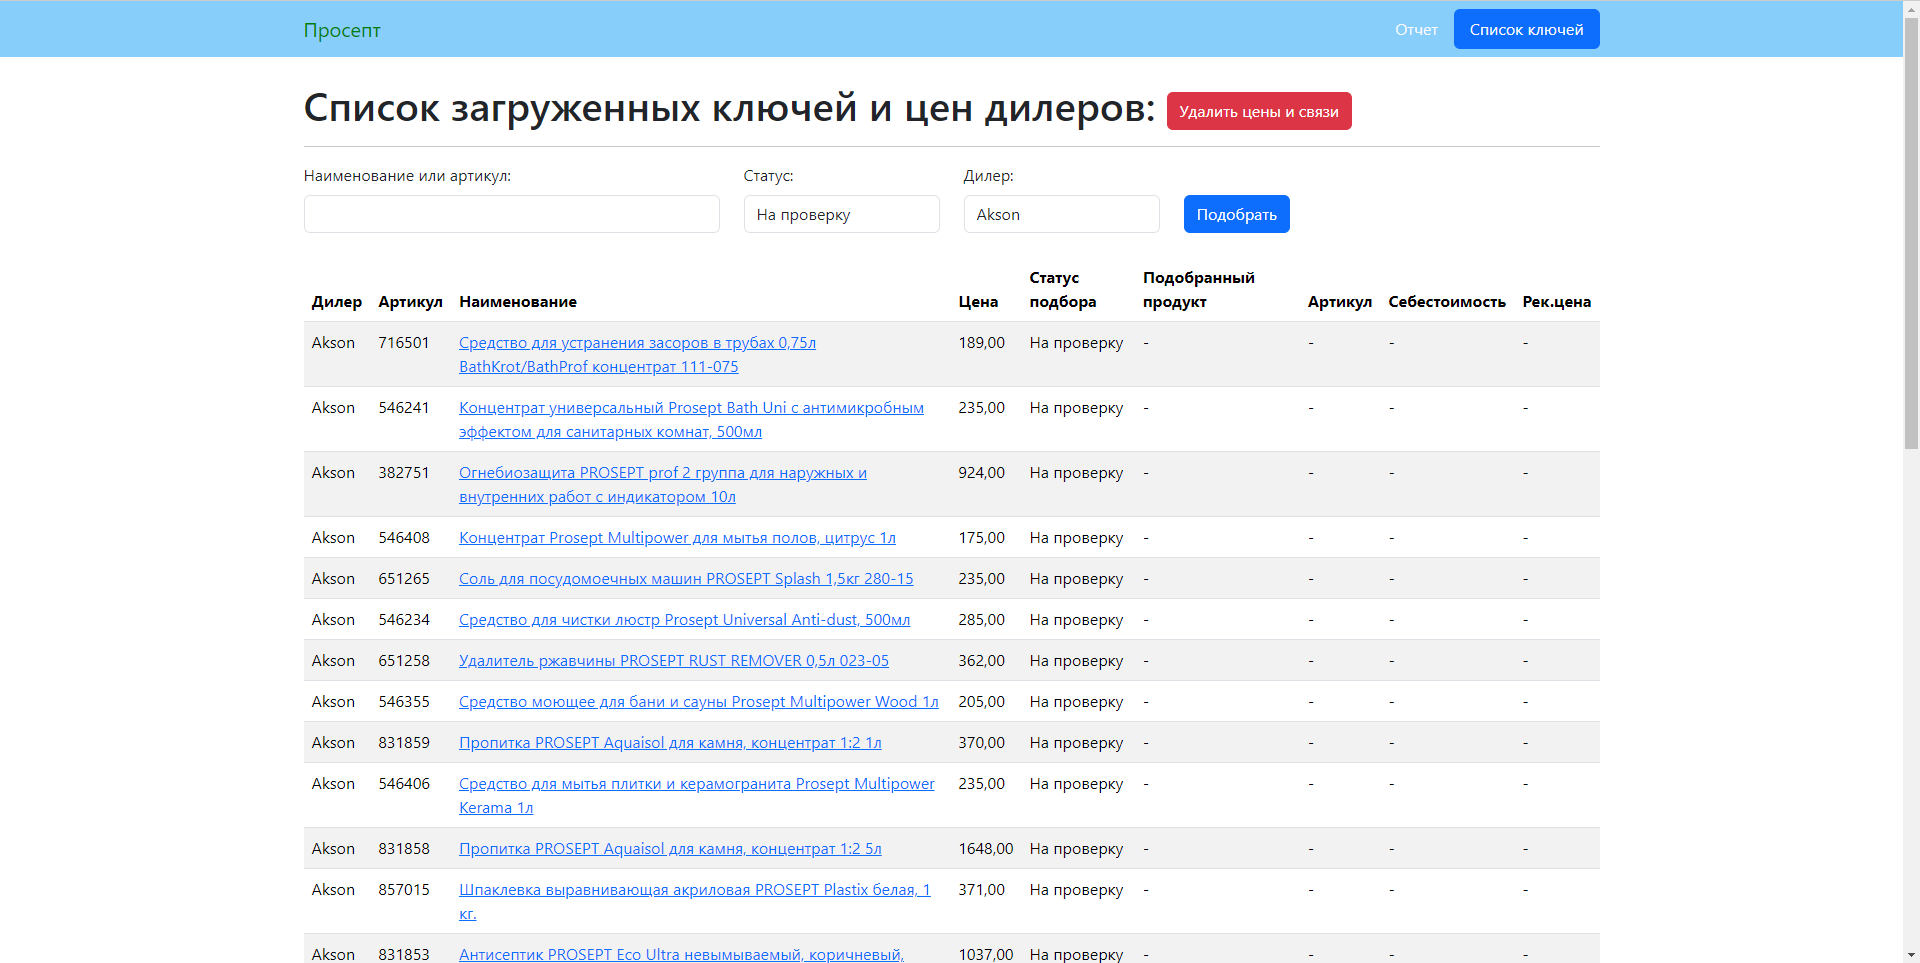 Просепт
Отчет
Список ключей
Список загруженных ключей и цен дилеров:
Удалить цены и связи
Наименование или артикул:
Статус:
Дилер:
На проверку
Akson
Подобрать
Дилер Артикул Наименование Цена Статус подбора Подобранный продукт Артикул Себестоимость Рек.цена
Akson 716501 Средство для устранения засоров в трубах 0,75л 189,00 На проверку - - - -
BathKrot/BathProf концентрат 111-075
Akson 546241 Концентрат универсальный Prosept Bath Uni с антимикробным 235,00 На проверку - - - -
эффектом для санитарных комнат, 500мл
Akson 382751 Огнебиозащита PROSEPT prof 2 группа для наружных и 924,00 На проверку - - - -
внутренних работ с индикатором 10л
Akson 546408 Концентрат Prosept Multipower для мытья полов, цитрус 1л 175,00 На проверку - - - -
Akson 651265 Соль для посудомоечных машин PROSEPT Splash 1,5кг 280-15 235,00 На проверку - - - -
Akson 546234 Средство для чистки люстр Prosept Universal Anti-dust, 500мл 285,00 На проверку - - - -
Akson 651258 Удалитель ржавчины PROSEPT RUST REMOVER 0,5л 023-05 362,00 На проверку - - - -
Akson 546355 Средство моющее для бани и сауны Prosept Multipower Wood 1л 205,00 На проверку - - - -
Akson 831859 Пропитка PROSEPT Aquaisol для камня, концентрат 1:2 1л 370,00 На проверку - - - -
Akson 546406 Средство для мытья плитки и керамогранита Prosept Multipower 235,00 На проверку - - - -
Kerama 1л
Akson 831858 Пропитка PROSEPT Aquaisol для камня, концентрат 1:2 5л 1648,00 На проверку - - - -
Akson 857015 Шпаклевка выравнивающая акриловая PROSEPT Plastix белая, 1 371,00 На проверку - - - -
кг.
Akson 831853 Антисептик PROSEPT Eco Ultra невымываемый, коричневый, 1037,00 На проверку - - - -